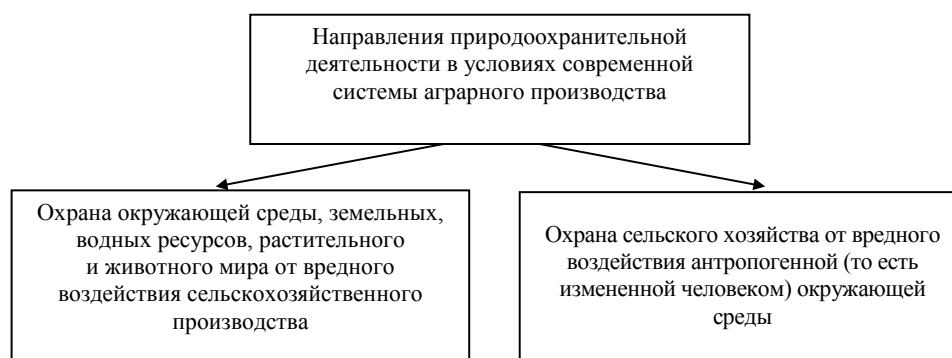 Направления природоохранительной
деятельности в условиях современной
системы аграрного производства
Охрана окружающей среды, земельных,
водных ресурсов, растительного
и животного мира от вредного
воздействия сельскохозяйственного
производства
Охрана сельского хозяйства от вредного
воздействия антропогенной (то есть
измененной человеком) окружающей
среды